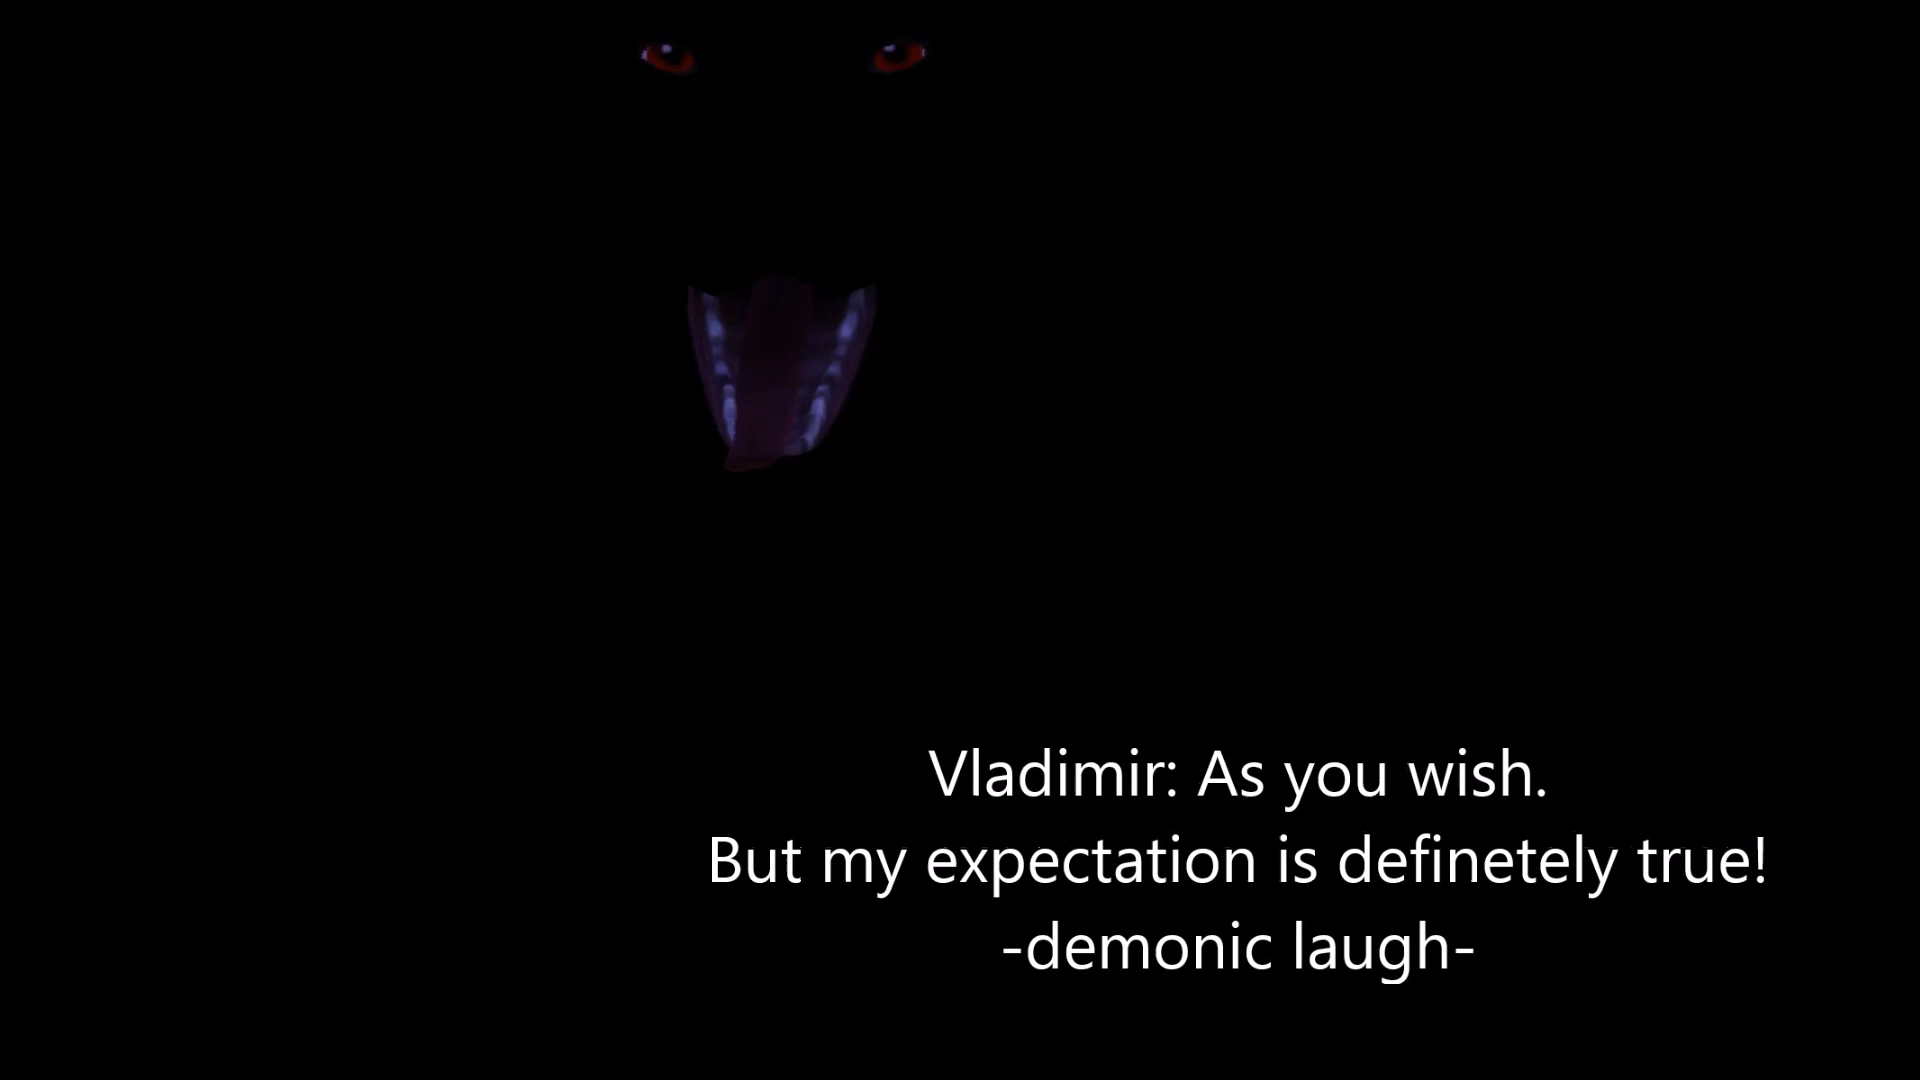 Vladimir: As you wish.
But my expectation is definetely true!
-demonic laugh-